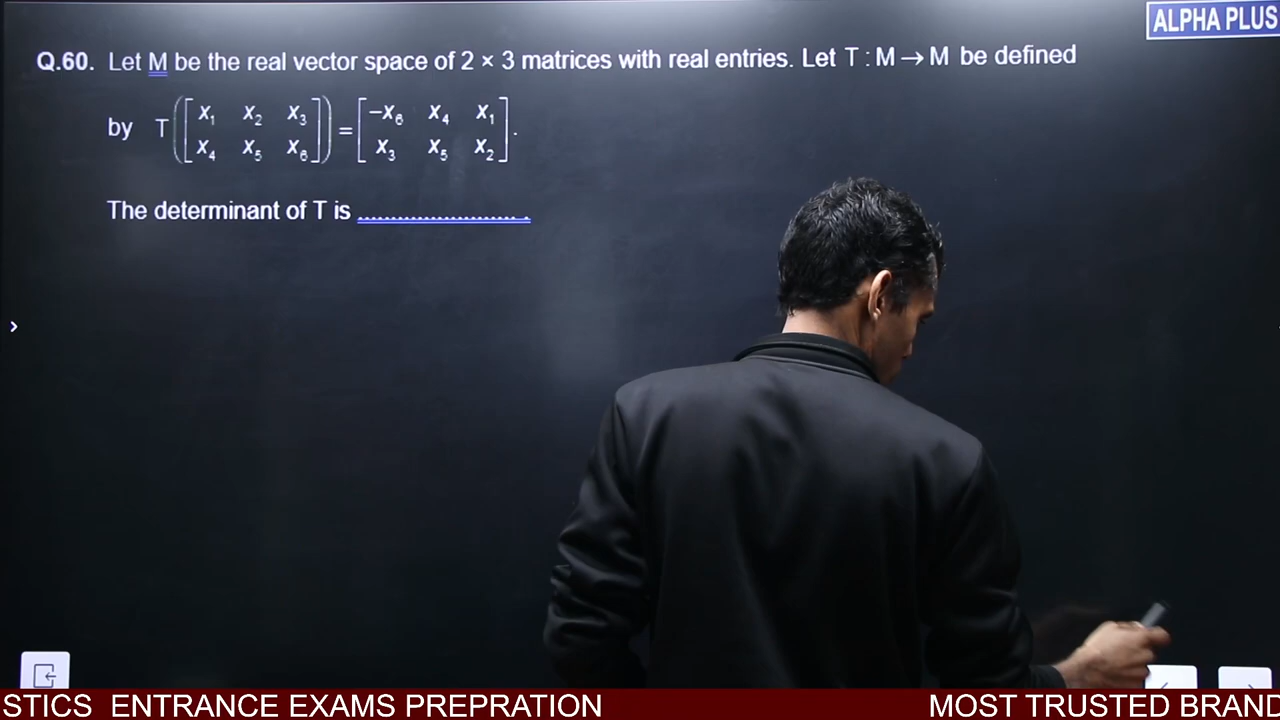 ALPHA PLUS
Q.60. Let M be the real vector space of 2 × 3 matrices with real entries. Let T : M → M be defined
by T([x₁ x₂ x₃; x₄ x₅ x₆]) = [−x₆ x₄ x₁; x₃ x₅ x₂].
The determinant of T is ........................
STICS ENTRANCE EXAMS PREPRATION MOST TRUSTED BRAND